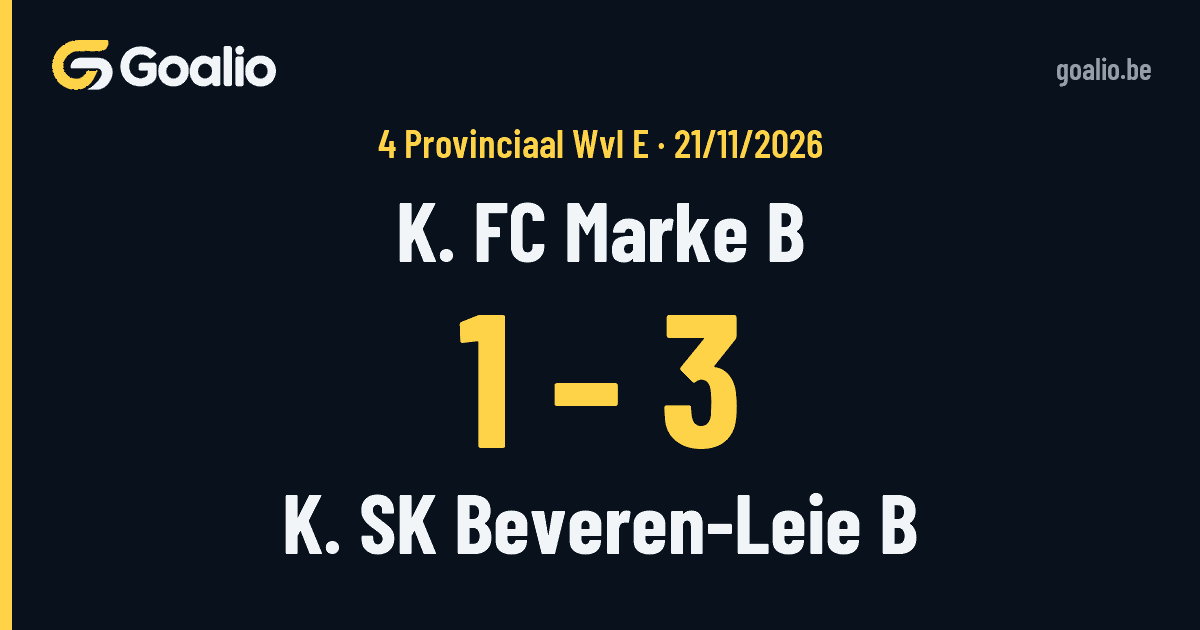 Goalio
goalio.be
4 Provinciaal Wvl E · 21/11/2026
K. FC Marke B
1 – 3
K. SK Beveren-Leie B